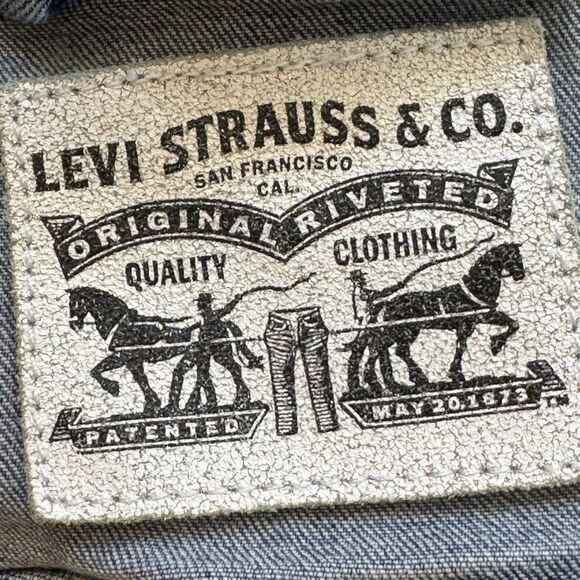 LEVI STRAUSS & CO.
SAN FRANCISCO
CAL.
ORIGINAL RIVETED
QUALITY CLOTHING
PATENTED MAY 20.1873 TM